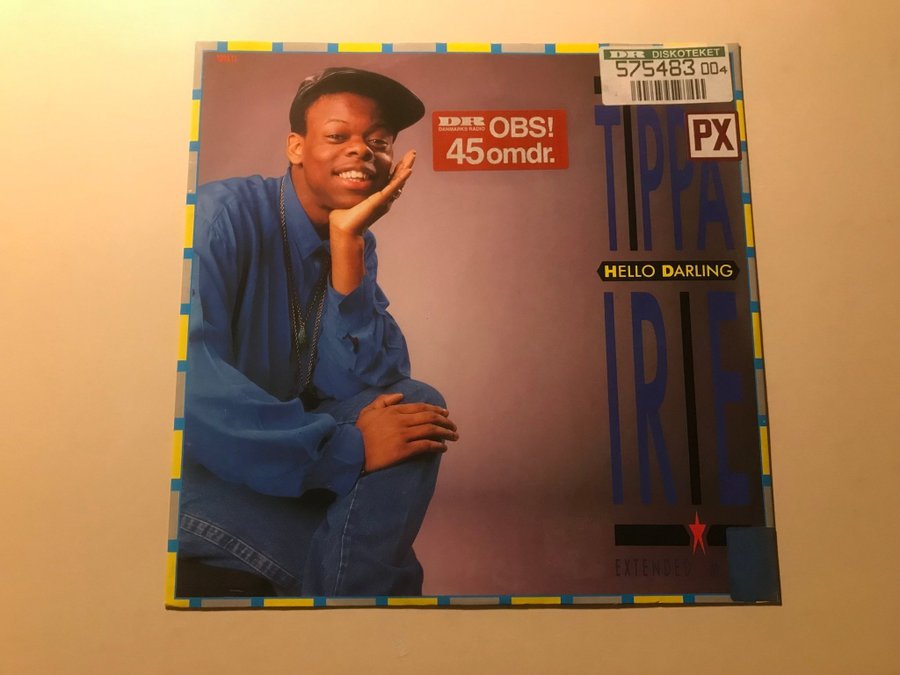 DR DISKOTEKET
575483 004
DR
DANMARKS RADIO
OBS!
45 omdr.
PX
TIPPA
HELLO DARLING
IRIE
EXTENDED